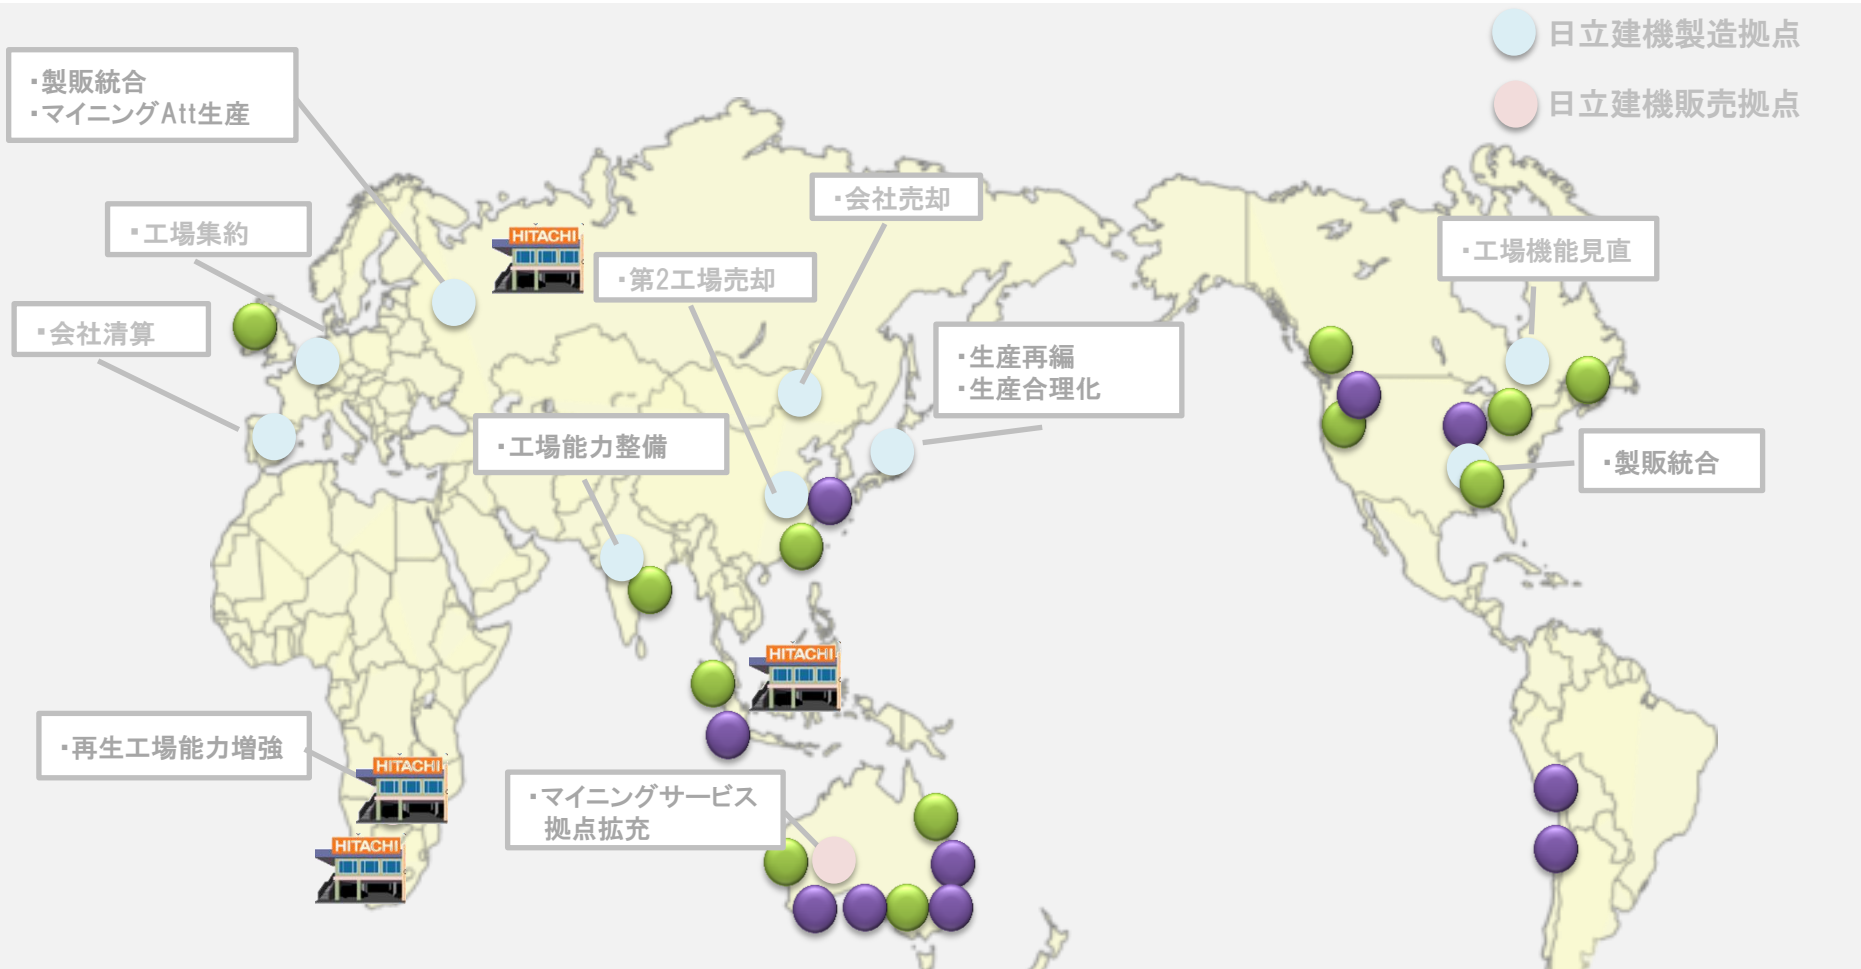 日立建機製造拠点
日立建機販売拠点
・製販統合
・マイニングAtt生産
・会社売却
・工場集約
・工場機能見直
HITACHI
・第2工場売却
・会社清算
・生産再編
・生産合理化
・工場能力整備
・製販統合
HITACHI
・再生工場能力増強
HITACHI
・マイニングサービス
拠点拡充
HITACHI